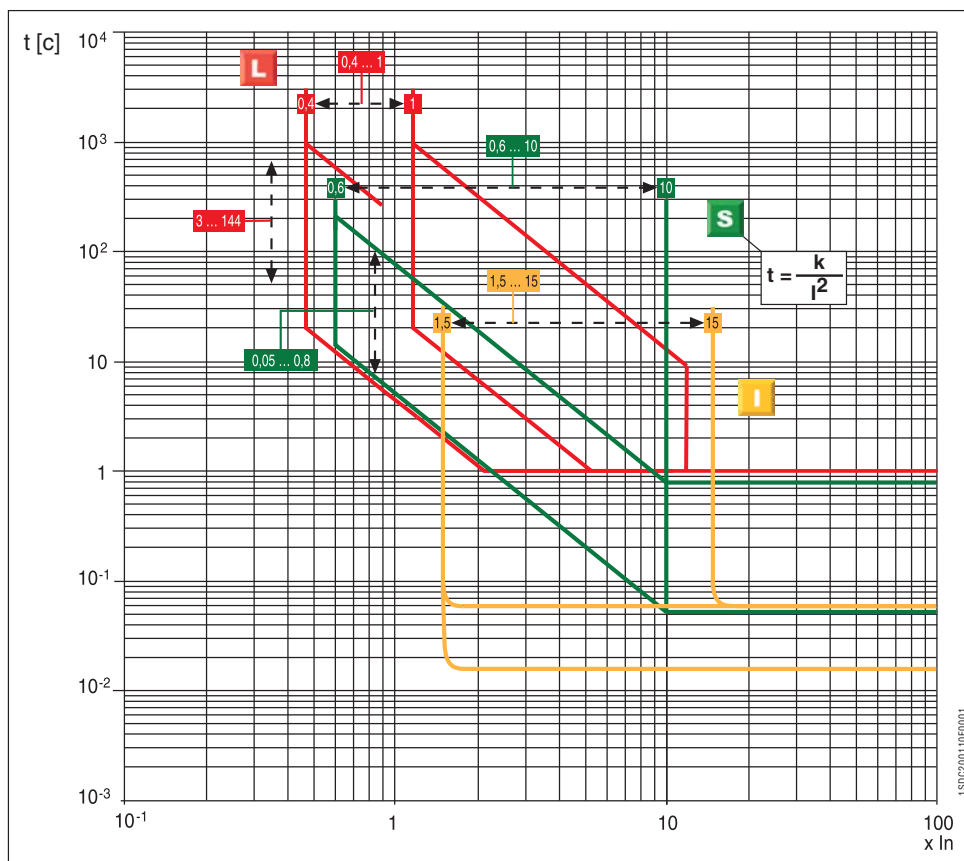 t [c]
10⁴
L
0,4 ... 1
0,4
1
10³
0,6 ... 10
0,6
10
S
3 ... 144
10²
t = k / I²
1,5 ... 15
1,5
15
0,05 ... 0,8
10
I
1
10⁻¹
10⁻²
10⁻³
10⁻¹
1
10
100
x In
1SDC200110F0001